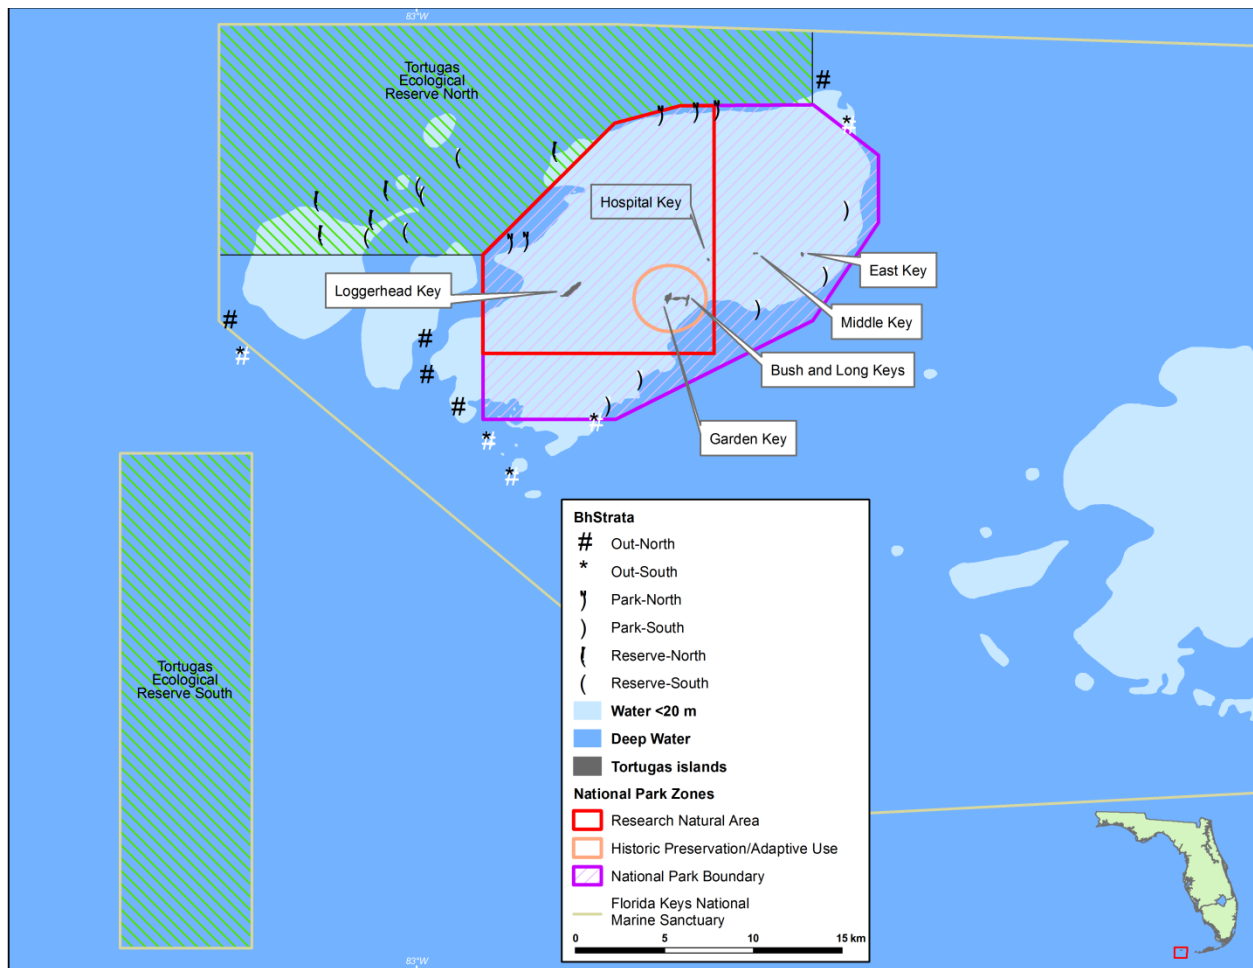 83°W
Tortugas
Ecological
Reserve North
Hospital Key
Loggerhead Key
East Key
Middle Key
Bush and Long Keys
Garden Key
Tortugas
Ecological
Reserve South
BhStrata
# Out-North
* Out-South
Park-North
) Park-South
Reserve-North
( Reserve-South
Water <20 m
Deep Water
Tortugas islands
National Park Zones
Research Natural Area
Historic Preservation/Adaptive Use
National Park Boundary
Florida Keys National
Marine Sanctuary
0 5 10 15 km
83°W